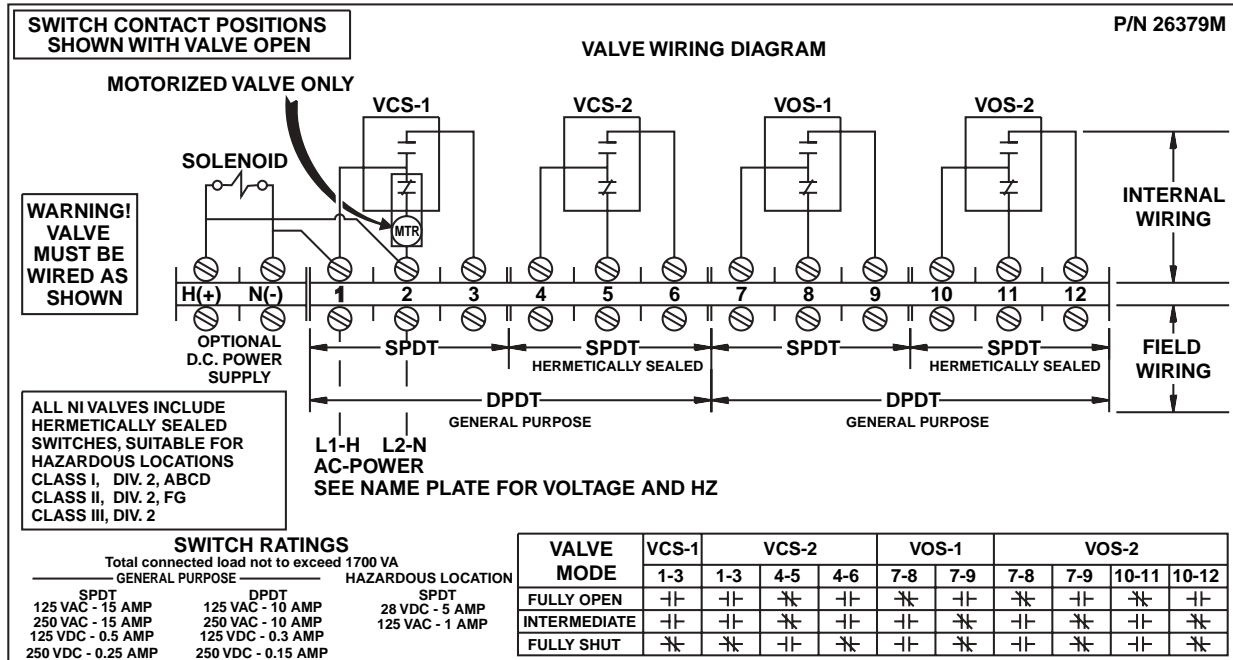 SWITCH CONTACT POSITIONS
SHOWN WITH VALVE OPEN
P/N 26379M
VALVE WIRING DIAGRAM
MOTORIZED VALVE ONLY
VCS-1 VCS-2 VOS-1 VOS-2
SOLENOID
WARNING!
VALVE
MUST BE
WIRED AS
SHOWN
MTR
INTERNAL
WIRING
H(+) N(-) 1 2 3 4 5 6 7 8 9 10 11 12
OPTIONAL
D.C. POWER
SUPPLY
SPDT SPDT SPDT SPDT
HERMETICALLY SEALED HERMETICALLY SEALED
FIELD
WIRING
DPDT DPDT
GENERAL PURPOSE GENERAL PURPOSE
ALL NI VALVES INCLUDE
HERMETICALLY SEALED
SWITCHES, SUITABLE FOR
HAZARDOUS LOCATIONS
CLASS I, DIV. 2, ABCD
CLASS II, DIV. 2, FG
CLASS III, DIV. 2
L1-H L2-N
AC-POWER
SEE NAME PLATE FOR VOLTAGE AND HZ
SWITCH RATINGS
Total connected load not to exceed 1700 VA
GENERAL PURPOSE HAZARDOUS LOCATION
SPDT DPDT SPDT
125 VAC - 15 AMP 125 VAC - 10 AMP 28 VDC - 5 AMP
250 VAC - 15 AMP 250 VAC - 10 AMP 125 VAC - 1 AMP
125 VDC - 0.5 AMP 125 VDC - 0.3 AMP
250 VDC - 0.25 AMP 250 VDC - 0.15 AMP
VALVE MODE VCS-1 VCS-2 VOS-1 VOS-2
1-3 1-3 4-5 4-6 7-8 7-9 7-8 7-9 10-11 10-12
FULLY OPEN
INTERMEDIATE
FULLY SHUT